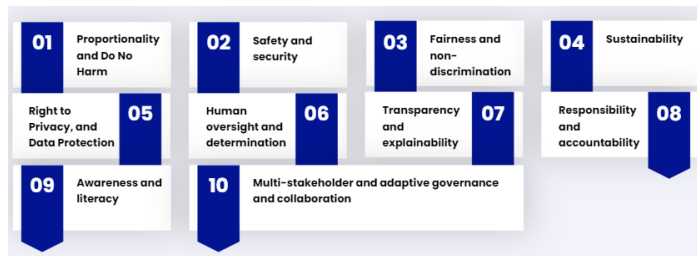 01
Proportionality
and Do No
Harm
02
Safety and
security
03
Fairness and
non-
discrimination
04
Sustainability
Right to
Privacy, and
Data Protection
05
Human
oversight and
determination
06
Transparency
and
explainability
07
Responsibility
and
accountability
08
09
Awareness and
literacy
10
Multi-stakeholder and adaptive governance
and collaboration